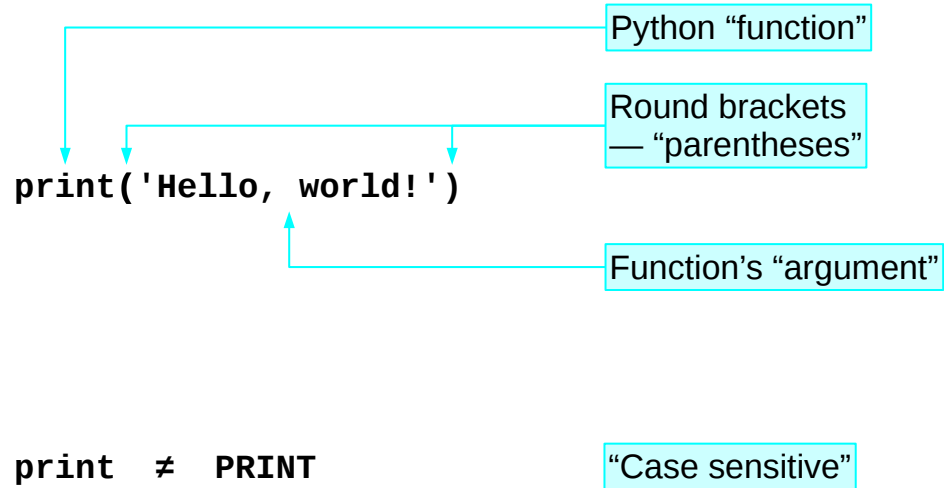 Python “function”
Round brackets
— “parentheses”
print('Hello, world!')
Function’s “argument”
print ≠ PRINT
“Case sensitive”